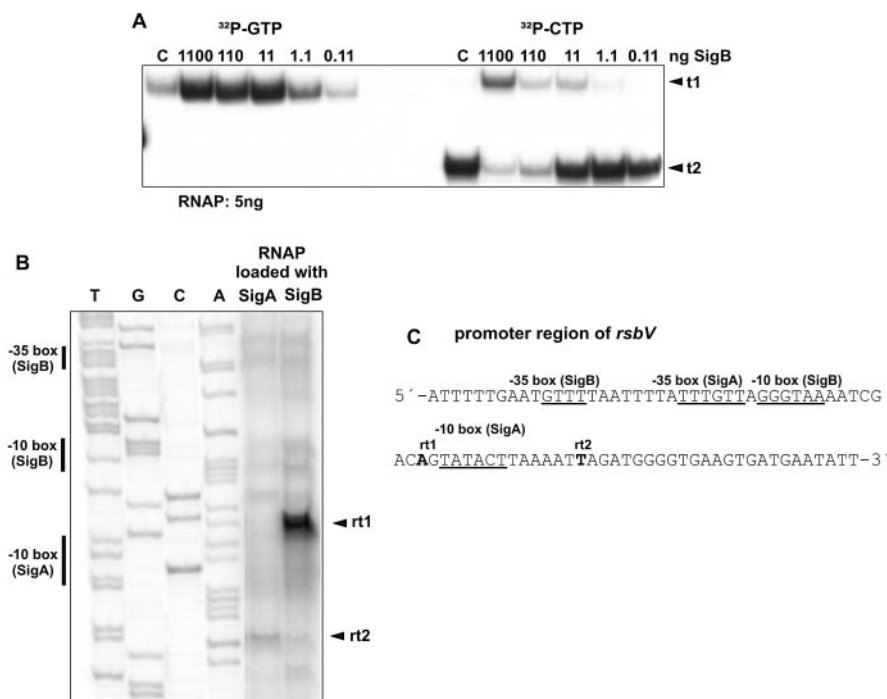 A
32P-GTP 32P-CTP
C 1100 110 11 1.1 0.11 C 1100 110 11 1.1 0.11 ng SigB
t1
t2
RNAP: 5ng
B
RNAP
loaded with
T G C A SigA SigB
-35 box
(SigB)
-10 box
(SigB)
rt1
-10 box
(SigA)
rt2
C promoter region of rsbV
-35 box (SigB) -35 box (SigA) -10 box (SigB)
5´-ATTTTTGAATGTTTTAATTTTATTTGTTAGGGTAAAATCG
rt1 -10 box (SigA) rt2
ACAGTATACTTAAAATTAGATGGGGTGAAGTGATGAATATT-3'